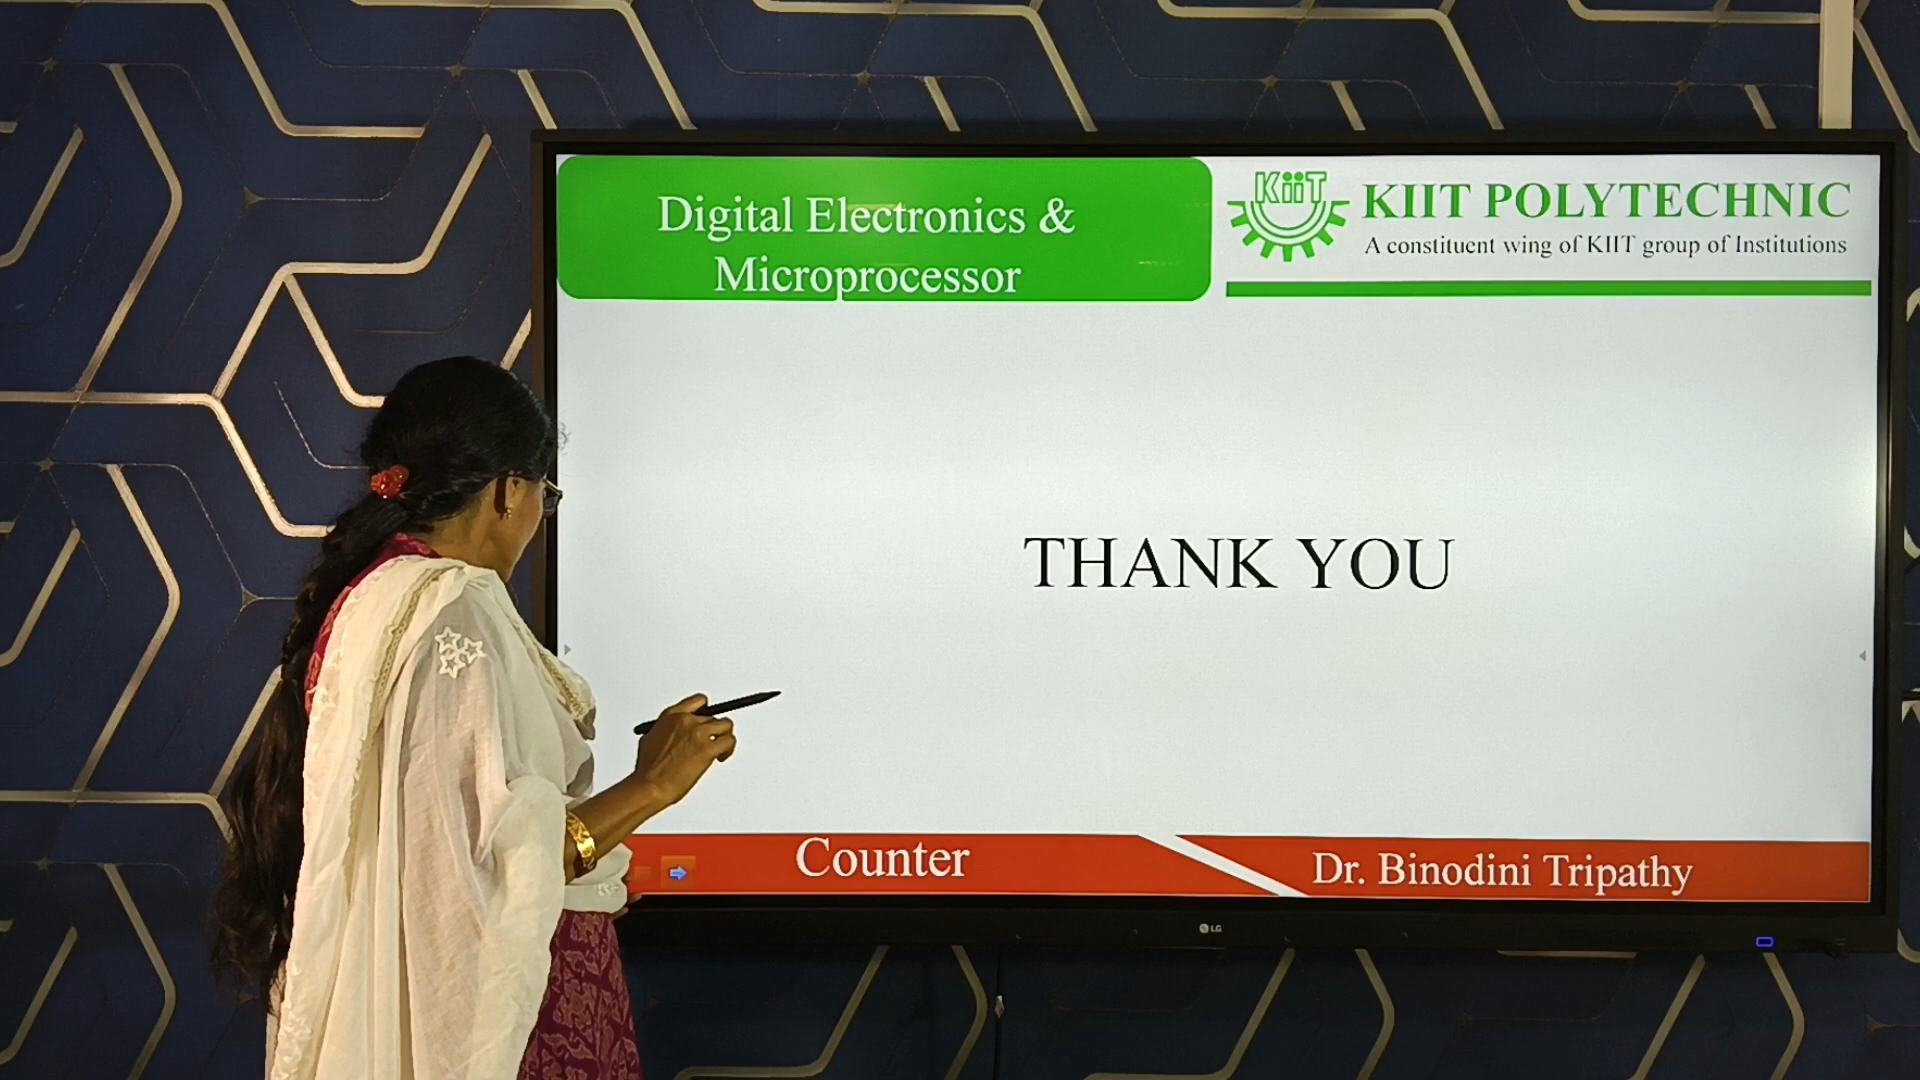 Digital Electronics &
Microprocessor
KiiT
KIIT POLYTECHNIC
A constituent wing of KIIT group of Institutions
THANK YOU
Counter
Dr. Binodini Tripathy
LG